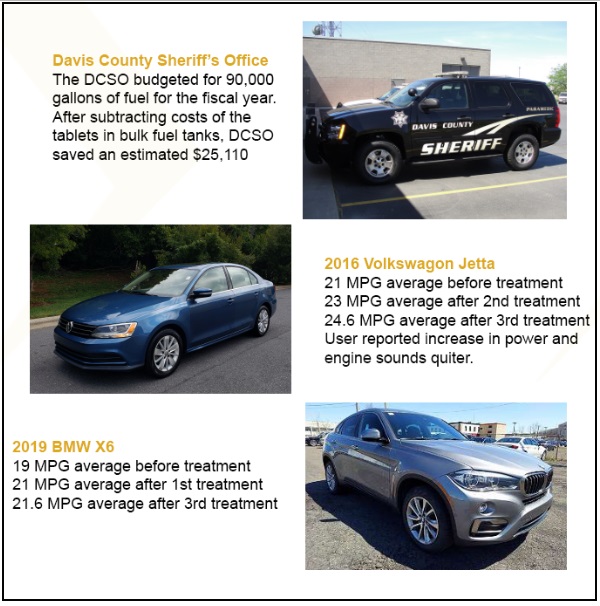 Davis County Sheriff's Office
The DCSO budgeted for 90,000
gallons of fuel for the fiscal year.
After subtracting costs of the
tablets in bulk fuel tanks, DCSO
saved an estimated $25,110
PARAMEDIC
DAVIS COUNTY
SHERIFF
2016 Volkswagon Jetta
21 MPG average before treatment
23 MPG average after 2nd treatment
24.6 MPG average after 3rd treatment
User reported increase in power and
engine sounds quiter.
2019 BMW X6
19 MPG average before treatment
21 MPG average after 1st treatment
21.6 MPG average after 3rd treatment